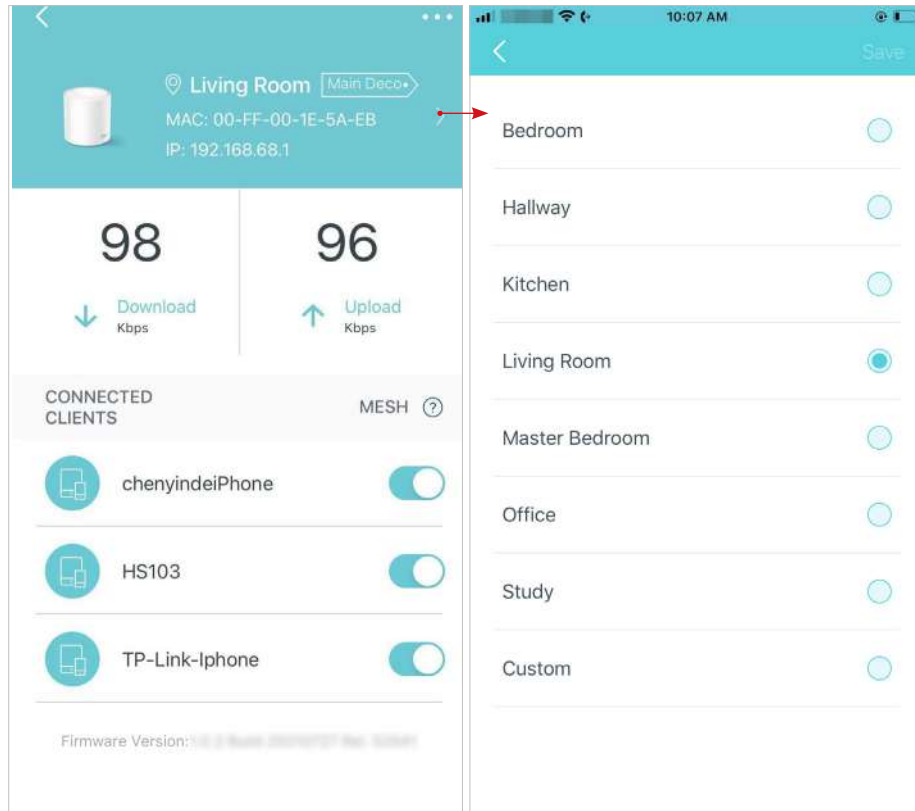 Living Room Main Deco
MAC: 00-FF-00-1E-5A-EB
IP: 192.168.68.1
98
Download
Kbps
96
Upload
Kbps
CONNECTED
CLIENTS
MESH ?
chenyindeiPhone
HS103
TP-Link-Iphone
Firmware Version:
10:07 AM
Save
Bedroom
Hallway
Kitchen
Living Room
Master Bedroom
Office
Study
Custom